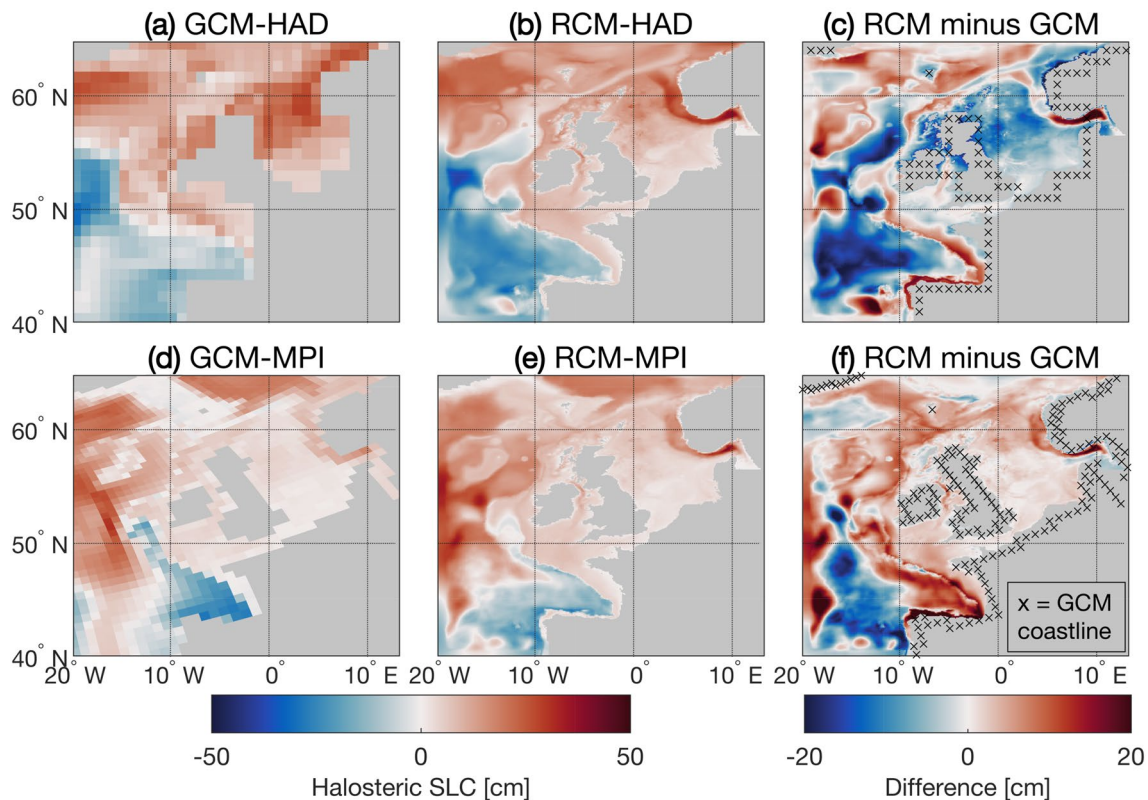 (a) GCM-HAD
(b) RCM-HAD
(c) RCM minus GCM
60° N
50° N
40° N
(d) GCM-MPI
(e) RCM-MPI
(f) RCM minus GCM
60° N
50° N
40° N
x = GCM
coastline
20° W 10° W 0° 10° E
20° W 10° W 0° 10° E
20° W 10° W 0° 10° E
-50 0 50
Halosteric SLC [cm]
-20 0 20
Difference [cm]